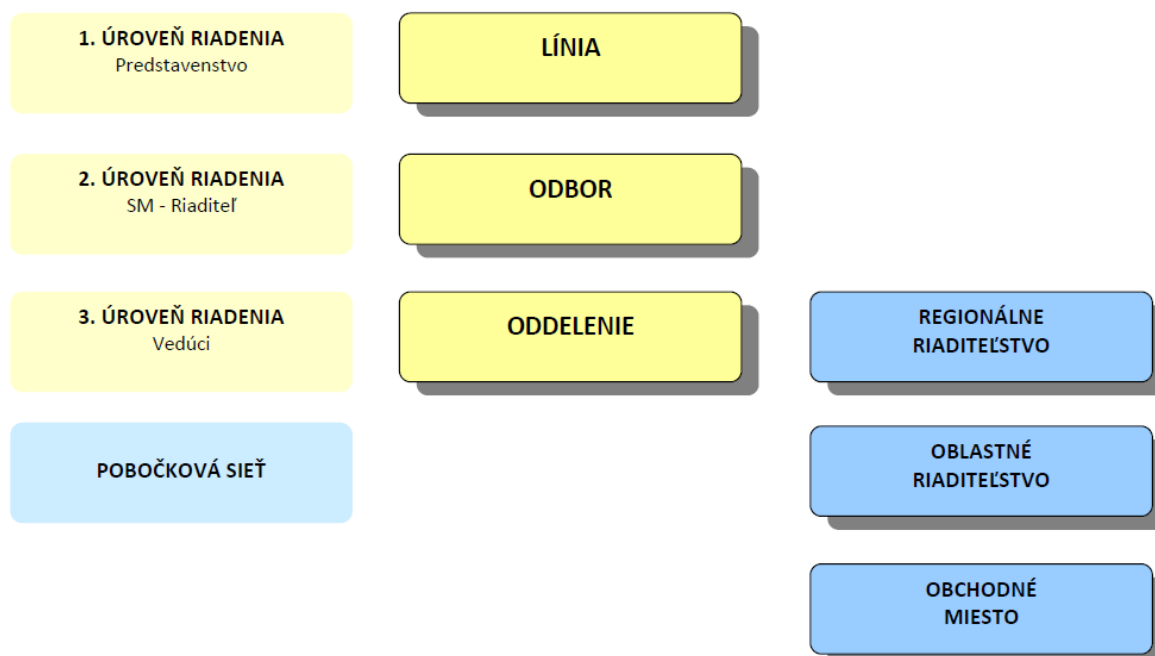 1. ÚROVEŇ RIADENIA
Predstavenstvo
LÍNIA
2. ÚROVEŇ RIADENIA
SM - Riaditeľ
ODBOR
3. ÚROVEŇ RIADENIA
Vedúci
ODDELENIE
REGIONÁLNE
RIADITEĽSTVO
POBOČKOVÁ SIEŤ
OBLASTNÉ
RIADITEĽSTVO
OBCHODNÉ
MIESTO